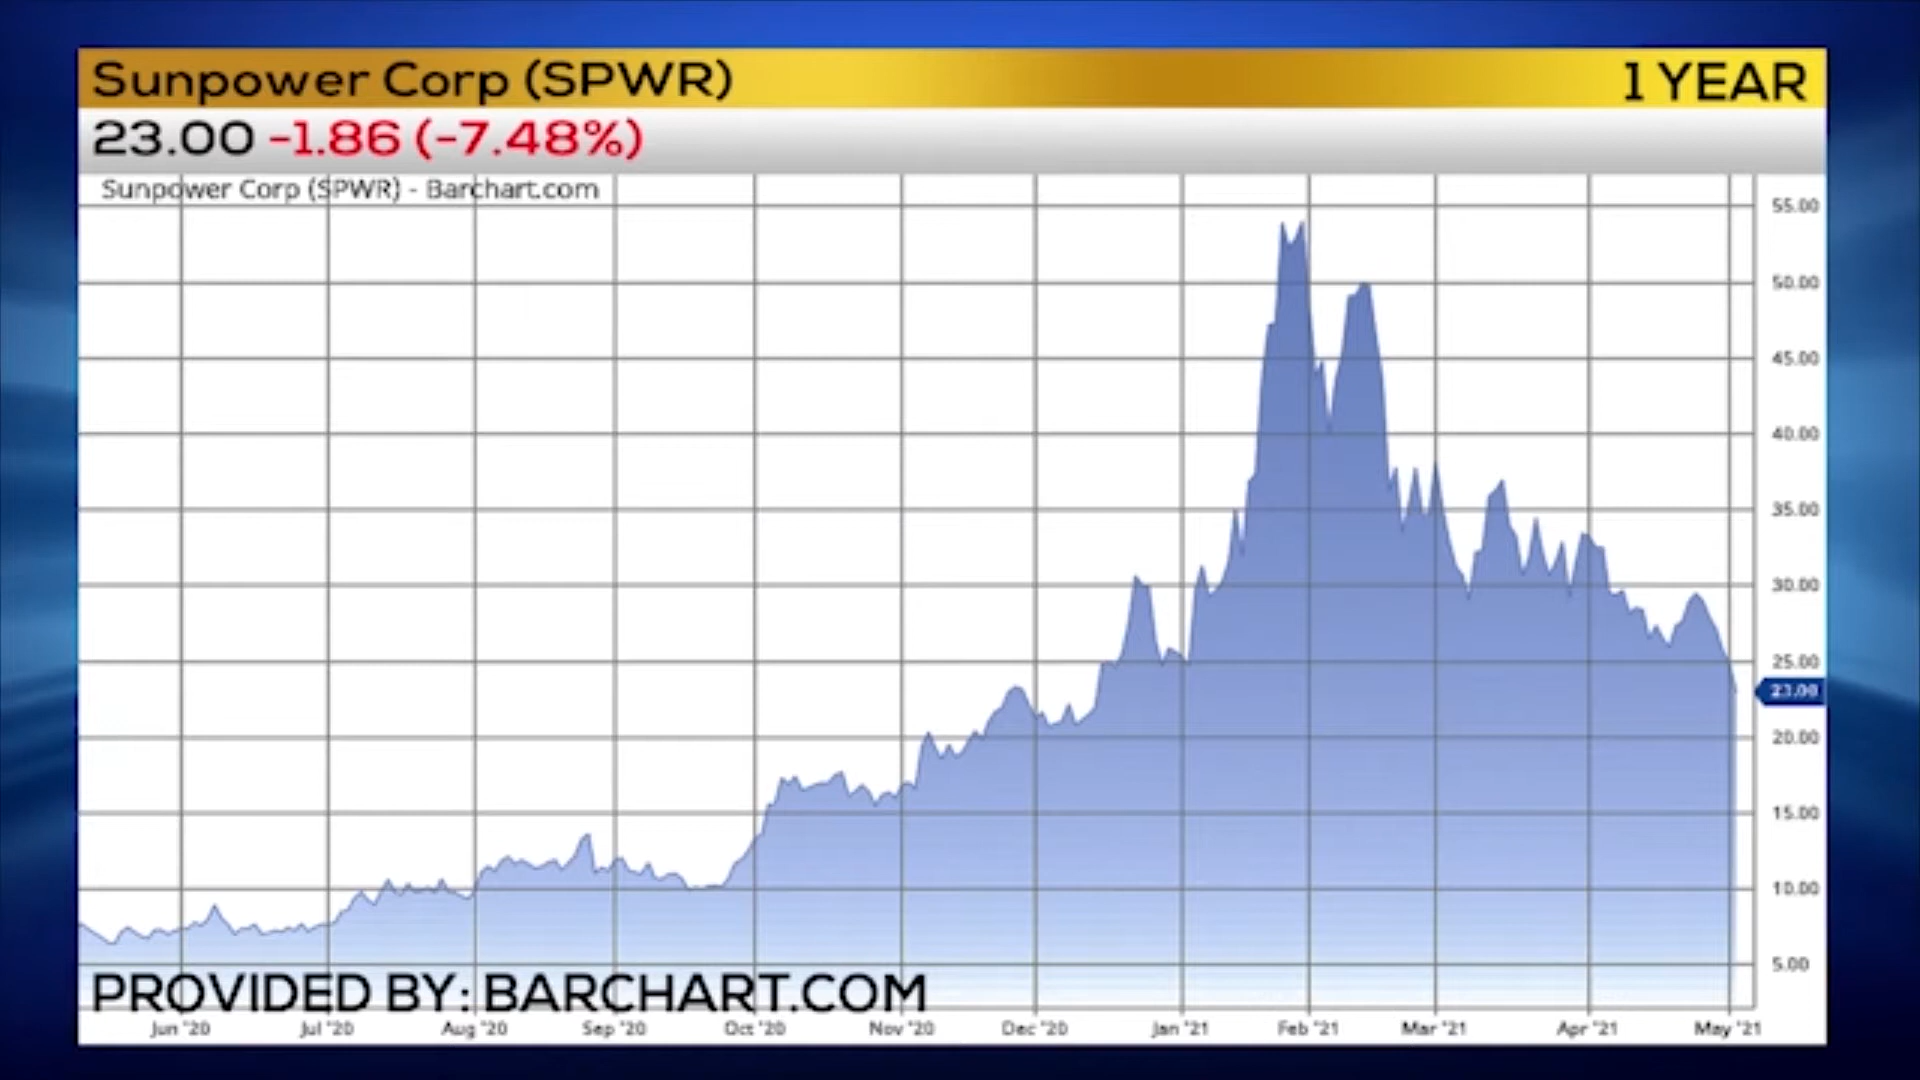 Sunpower Corp (SPWR) 1 YEAR
23.00 -1.86 (-7.48%)
Sunpower Corp (SPWR) - Barchart.com
55.00
50.00
45.00
40.00
35.00
30.00
25.00
23.00
20.00
15.00
10.00
5.00
PROVIDED BY: BARCHART.COM
Jun '20 Jul '20 Aug '20 Sep '20 Oct '20 Nov '20 Dec '20 Jan '21 Feb '21 Mar '21 Apr '21 May '21